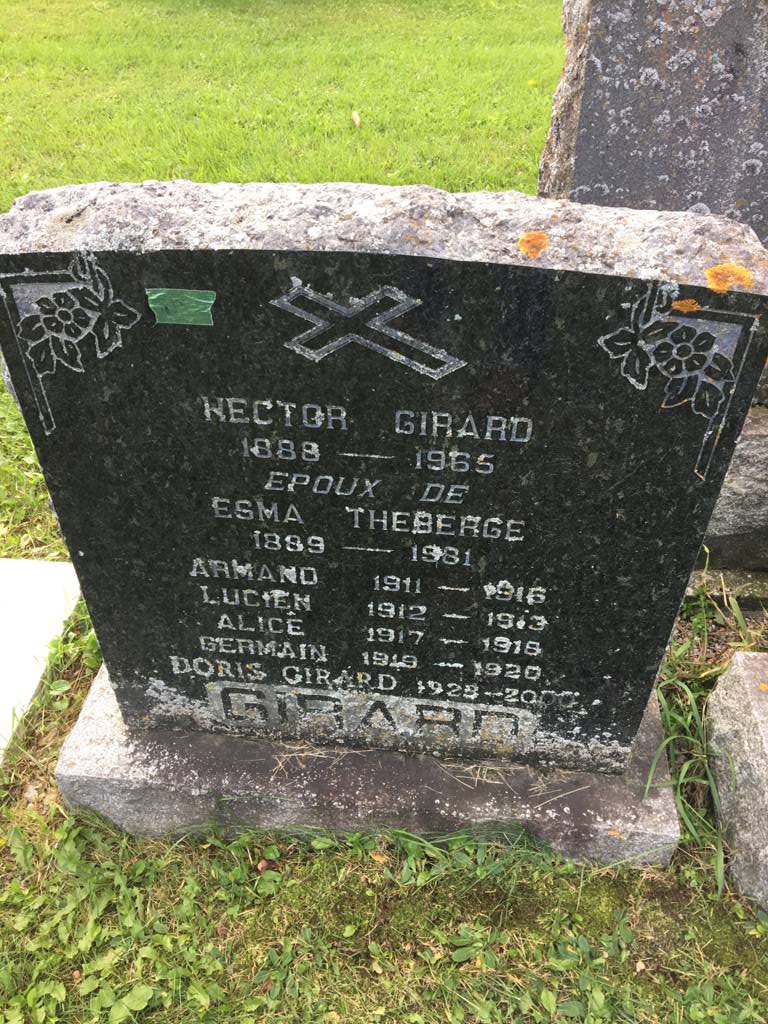 HECTOR GIRARD
1888 — 1965
EPOUX DE
ESMA THEBERGE
1889 — 1981
ARMAND 1911 — 1916
LUCIEN 1912 — 1913
ALICE 1917 — 1918
GERMAIN 1919 — 1920
DORIS GIRARD 1925-2000
GIRARD